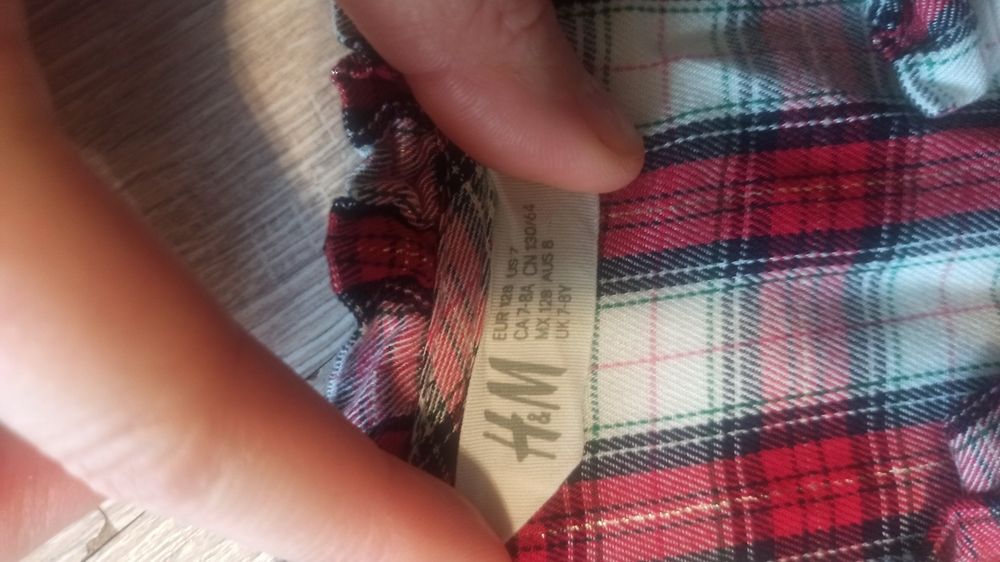 H&M
EUR 128 US 7
CA 7-8A CN 130/64
MX 128 AUS 8
UK 7-8Y